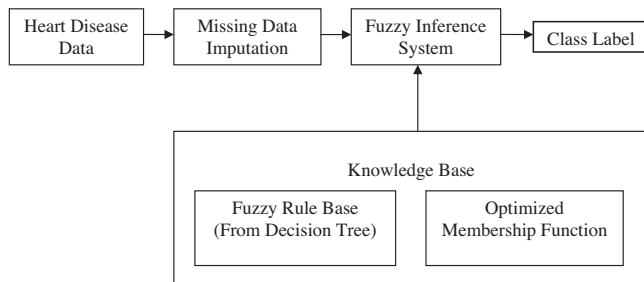 Heart Disease
Data
Missing Data
Imputation
Fuzzy Inference
System
Class Label
Knowledge Base
Fuzzy Rule Base
(From Decision Tree)
Optimized
Membership Function